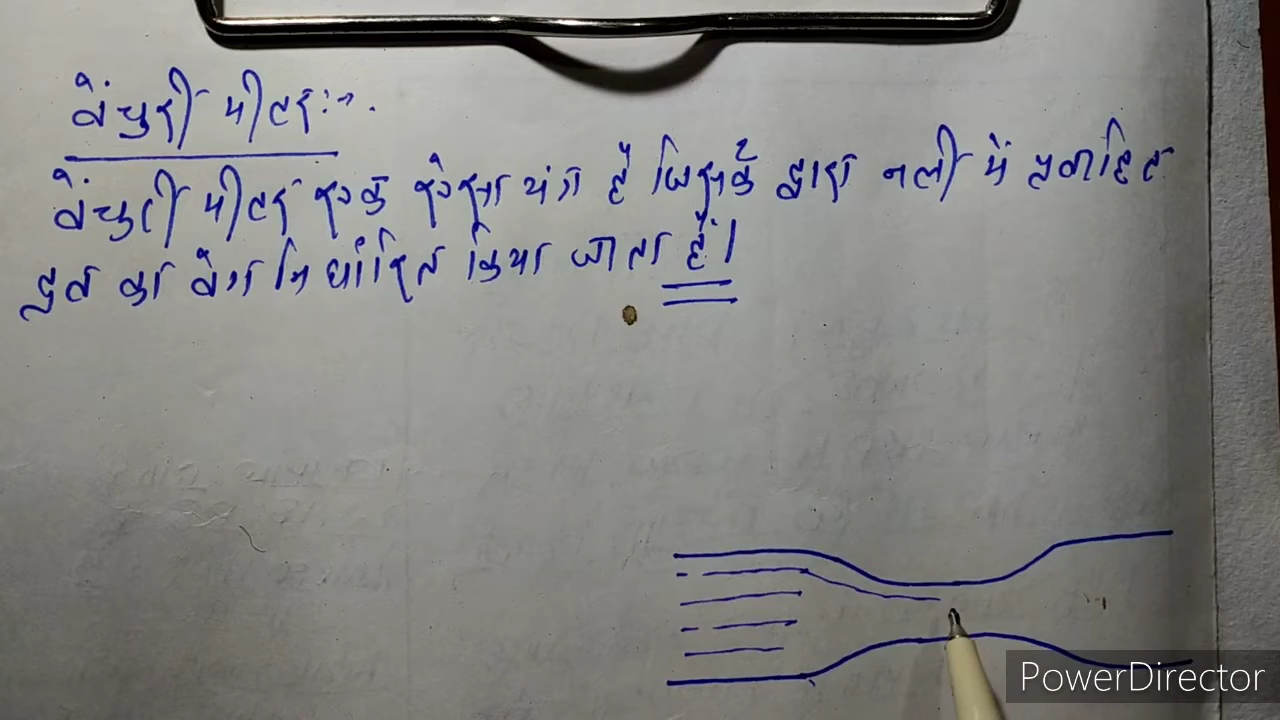 वेंचुरी मीटर:→.
वेंचुरी मीटर एक ऐसा यंत्र है जिसके द्वारा नली में प्रवाहित
द्रव का वेग निर्धारित किया जाता हैं।
PowerDirector